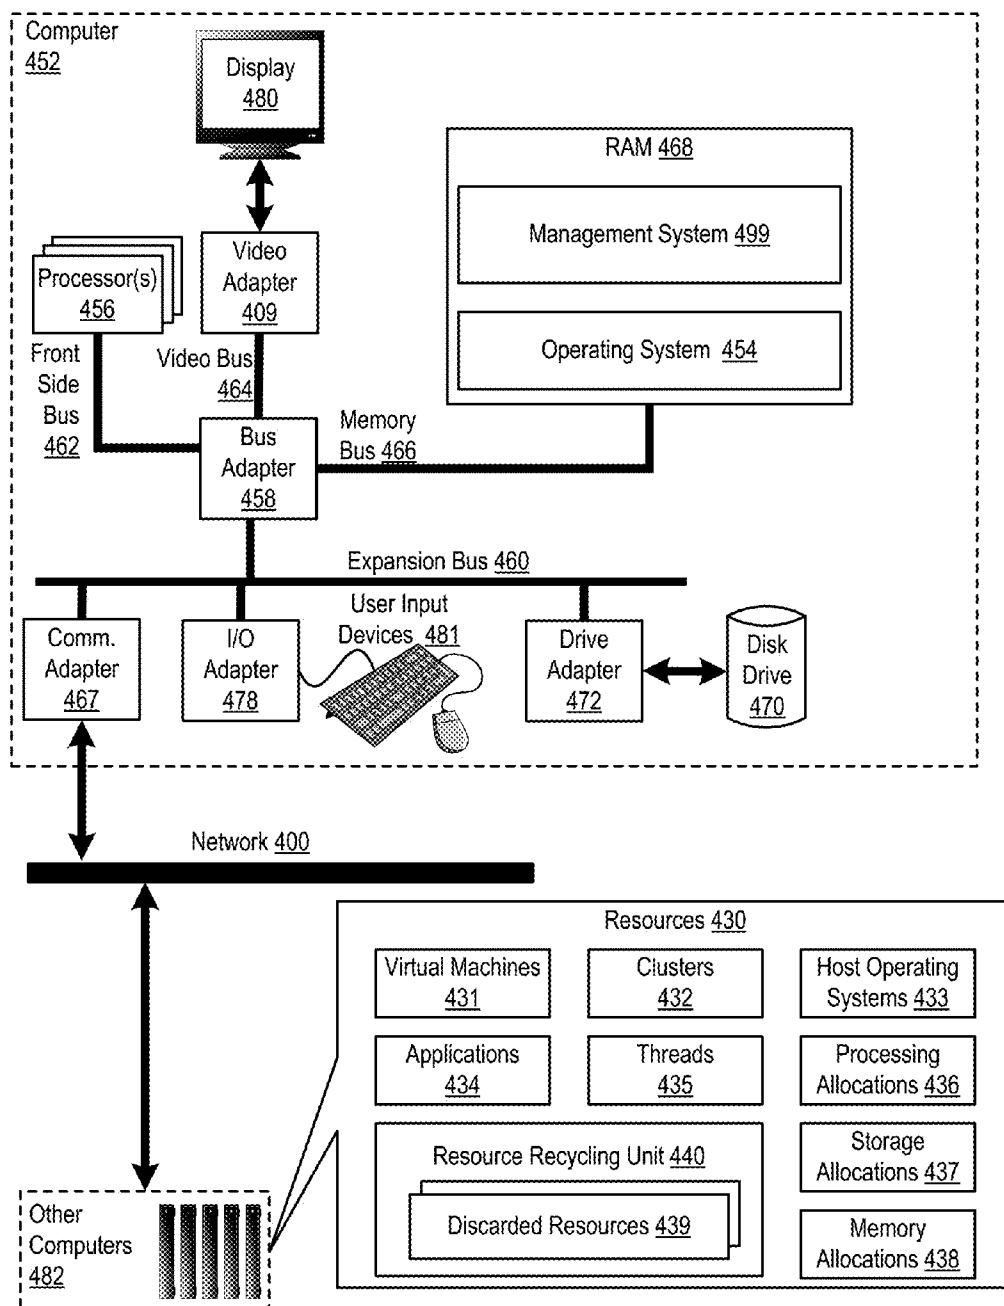 Computer
452
Display
480
RAM 468
Management System 499
Operating System 454
Processor(s)
456
Video
Adapter
409
Front
Side
Bus
462
Video Bus
464
Memory
Bus 466
Bus
Adapter
458
Expansion Bus 460
Comm.
Adapter
467
I/O
Adapter
478
User Input
Devices 481
Drive
Adapter
472
Disk
Drive
470
Network 400
Resources 430
Virtual Machines
431
Clusters
432
Host Operating
Systems 433
Applications
434
Threads
435
Processing
Allocations 436
Resource Recycling Unit 440
Discarded Resources 439
Storage
Allocations 437
Memory
Allocations 438
Other
Computers
482